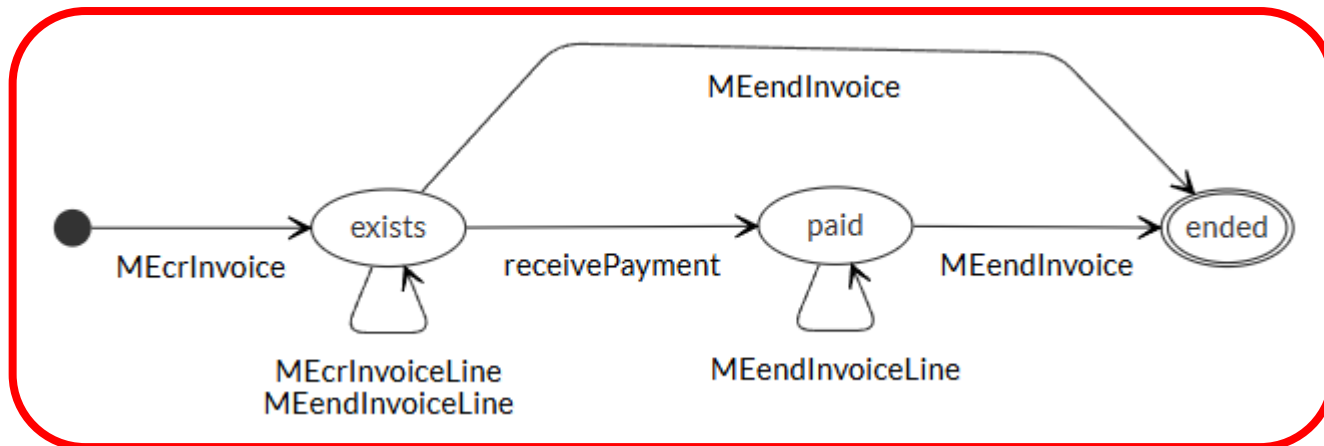 MEendInvoice
exists
paid
ended
MEcrInvoice
receivePayment
MEendInvoice
MEcrInvoiceLine
MEendInvoiceLine
MEendInvoiceLine